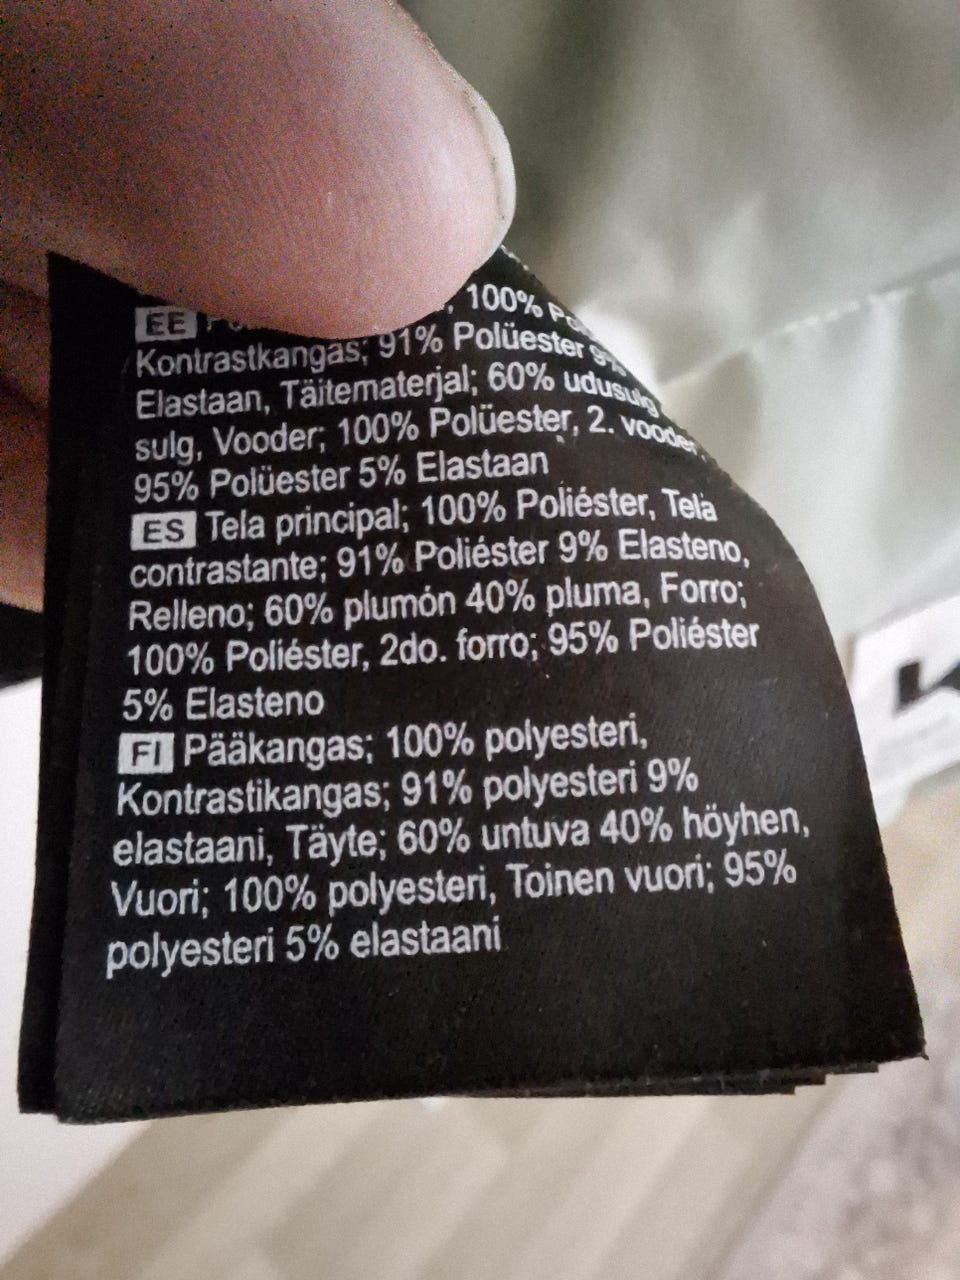 EE 100%
Kontrastkangas; 91% Polüester 9%
Elastaan, Täitematerjal; 60% udusulg
sulg, Vooder; 100% Polüester, 2. vooder;
95% Polüester 5% Elastaan
ES Tela principal; 100% Poliéster, Tela
contrastante; 91% Poliéster 9% Elasteno,
Relleno; 60% plumón 40% pluma, Forro;
100% Poliéster, 2do. forro; 95% Poliéster
5% Elasteno
FI Pääkangas; 100% polyesteri,
Kontrastikangas; 91% polyesteri 9%
elastaani, Täyte; 60% untuva 40% höyhen,
Vuori; 100% polyesteri, Toinen vuori; 95%
polyesteri 5% elastaani